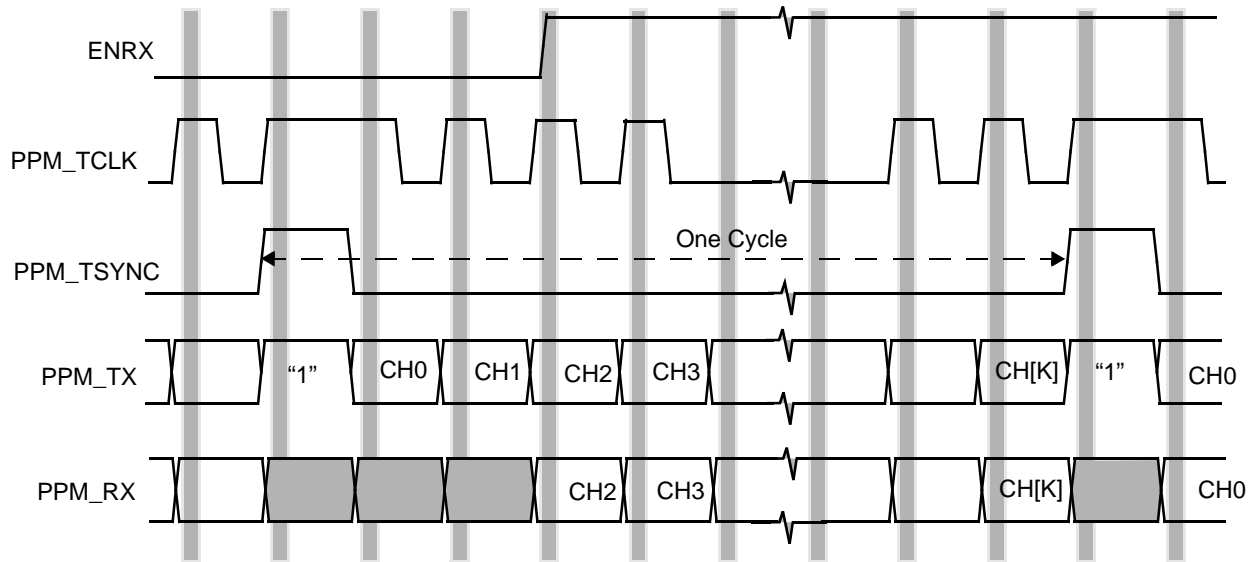 ENRX
PPM_TCLK
PPM_TSYNC
One Cycle
PPM_TX
“1”
CH0
CH1
CH2
CH3
CH[K]
“1”
CH0
PPM_RX
CH2
CH3
CH[K]
CH0